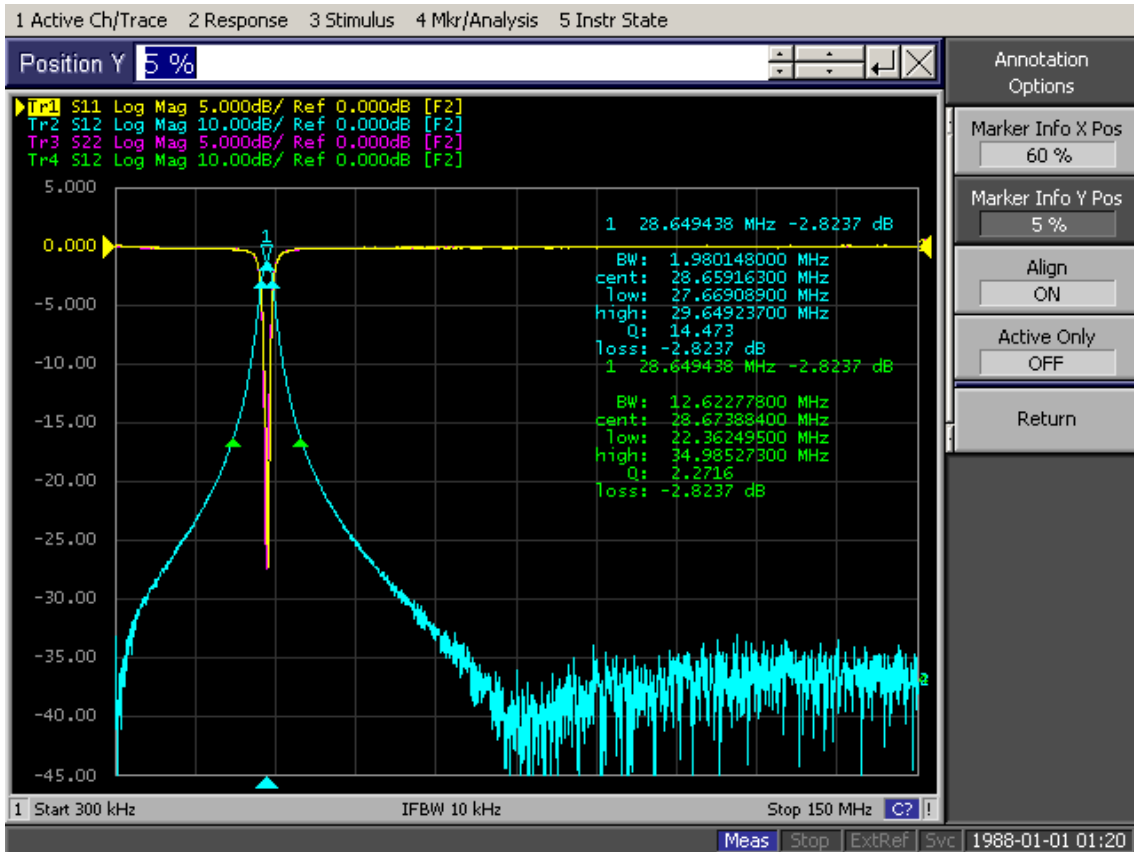 1 Active Ch/Trace 2 Response 3 Stimulus 4 Mkr/Analysis 5 Instr State
Position Y 5 %
Annotation
Options
Tr1 S11 Log Mag 5.000dB/ Ref 0.000dB [F2]
Tr2 S12 Log Mag 10.00dB/ Ref 0.000dB [F2]
Tr3 S22 Log Mag 5.000dB/ Ref 0.000dB [F2]
Tr4 S12 Log Mag 10.00dB/ Ref 0.000dB [F2]
Marker Info X Pos
60 %
Marker Info Y Pos
5 %
Align
ON
Active Only
OFF
Return
5.000
0.000
-5.000
-10.00
-15.00
-20.00
-25.00
-30.00
-35.00
-40.00
-45.00
1
1 28.649438 MHz -2.8237 dB
BW: 1.980148000 MHz
cent: 28.65916300 MHz
low: 27.66908900 MHz
high: 29.64923700 MHz
Q: 14.473
loss: -2.8237 dB
1 28.649438 MHz -2.8237 dB
BW: 12.62277800 MHz
cent: 28.67388400 MHz
low: 22.36249500 MHz
high: 34.98527300 MHz
Q: 2.2716
loss: -2.8237 dB
1 Start 300 kHz IFBW 10 kHz Stop 150 MHz C? !
Meas Stop ExtRef Svc 1988-01-01 01:20